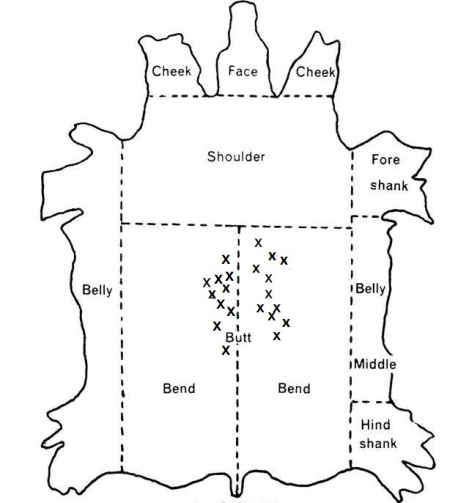 Cheek
Face
Cheek
Shoulder
Fore
shank
Belly
Belly
Butt
Middle
Bend
Bend
Hind
shank